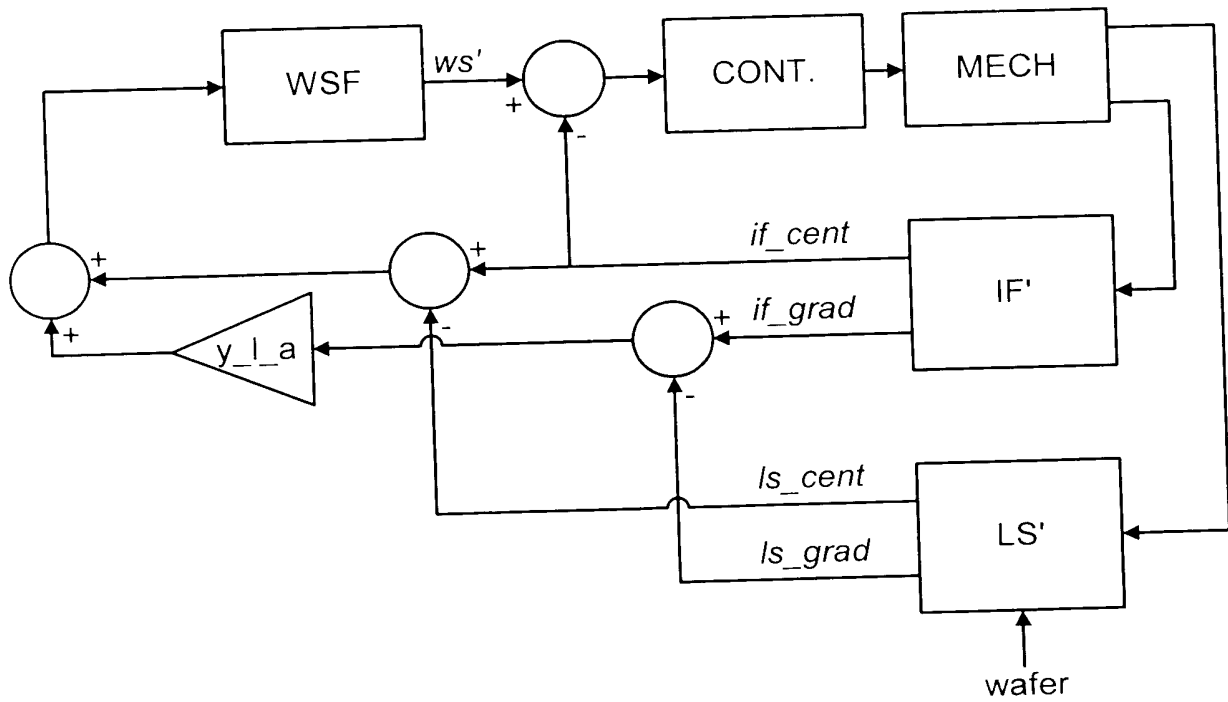 WSF
ws'
+
-
CONT.
MECH
+
+
+
-
if_cent
if_grad
+
-
IF'
y_l_a
ls_cent
ls_grad
LS'
wafer